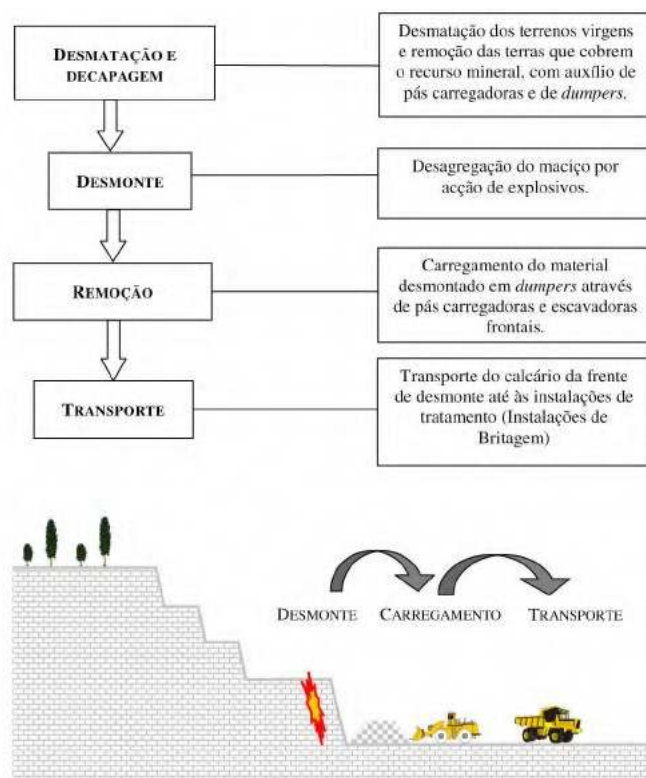 DESMATAÇÃO E
DECAPAGEM
Desmatação dos terrenos virgens
e remoção das terras que cobrem
o recurso mineral, com auxílio de
pás carregadoras e de dumpers.
DESMONTE
Desagregação do maciço por
acção de explosivos.
REMOÇÃO
Carregamento do material
desmontado em dumpers através
de pás carregadoras e escavadoras
frontais.
TRANSPORTE
Transporte do calcário da frente
de desmonte até às instalações de
tratamento (Instalações de
Britagem)
DESMONTE CARREGAMENTO TRANSPORTE